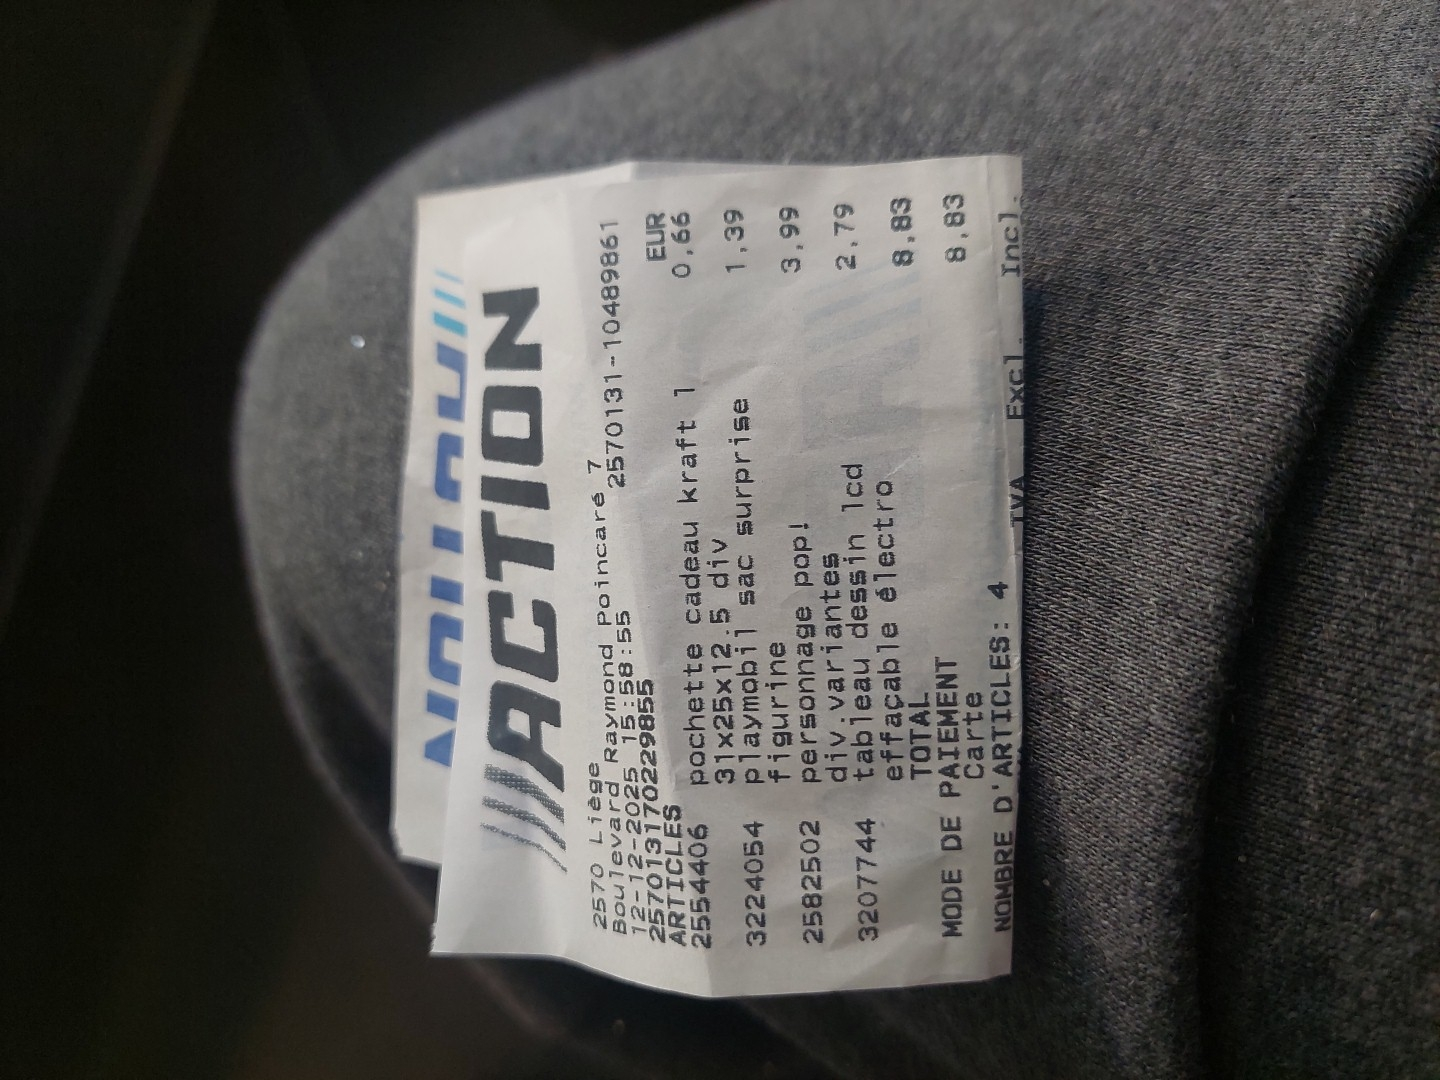 ACTION
2570 Liège
Boulevard Raymond Poincaré 7
12-12-2025 15:58:55 2570131-10489861
2570131702298​55
ARTICLES EUR
2554406 pochette cadeau kraft 1 0,66
31x25x12.5 div
3224054 playmobil sac surprise 1,39
figurine
2582502 personnage pop! 3,99
div.variantes
3207744 tableau dessin lcd 2,79
effaçable électro
TOTAL 8,83
MODE DE PAIEMENT
Carte 8,83
NOMBRE D'ARTICLES: 4
TVA Excl. Incl.